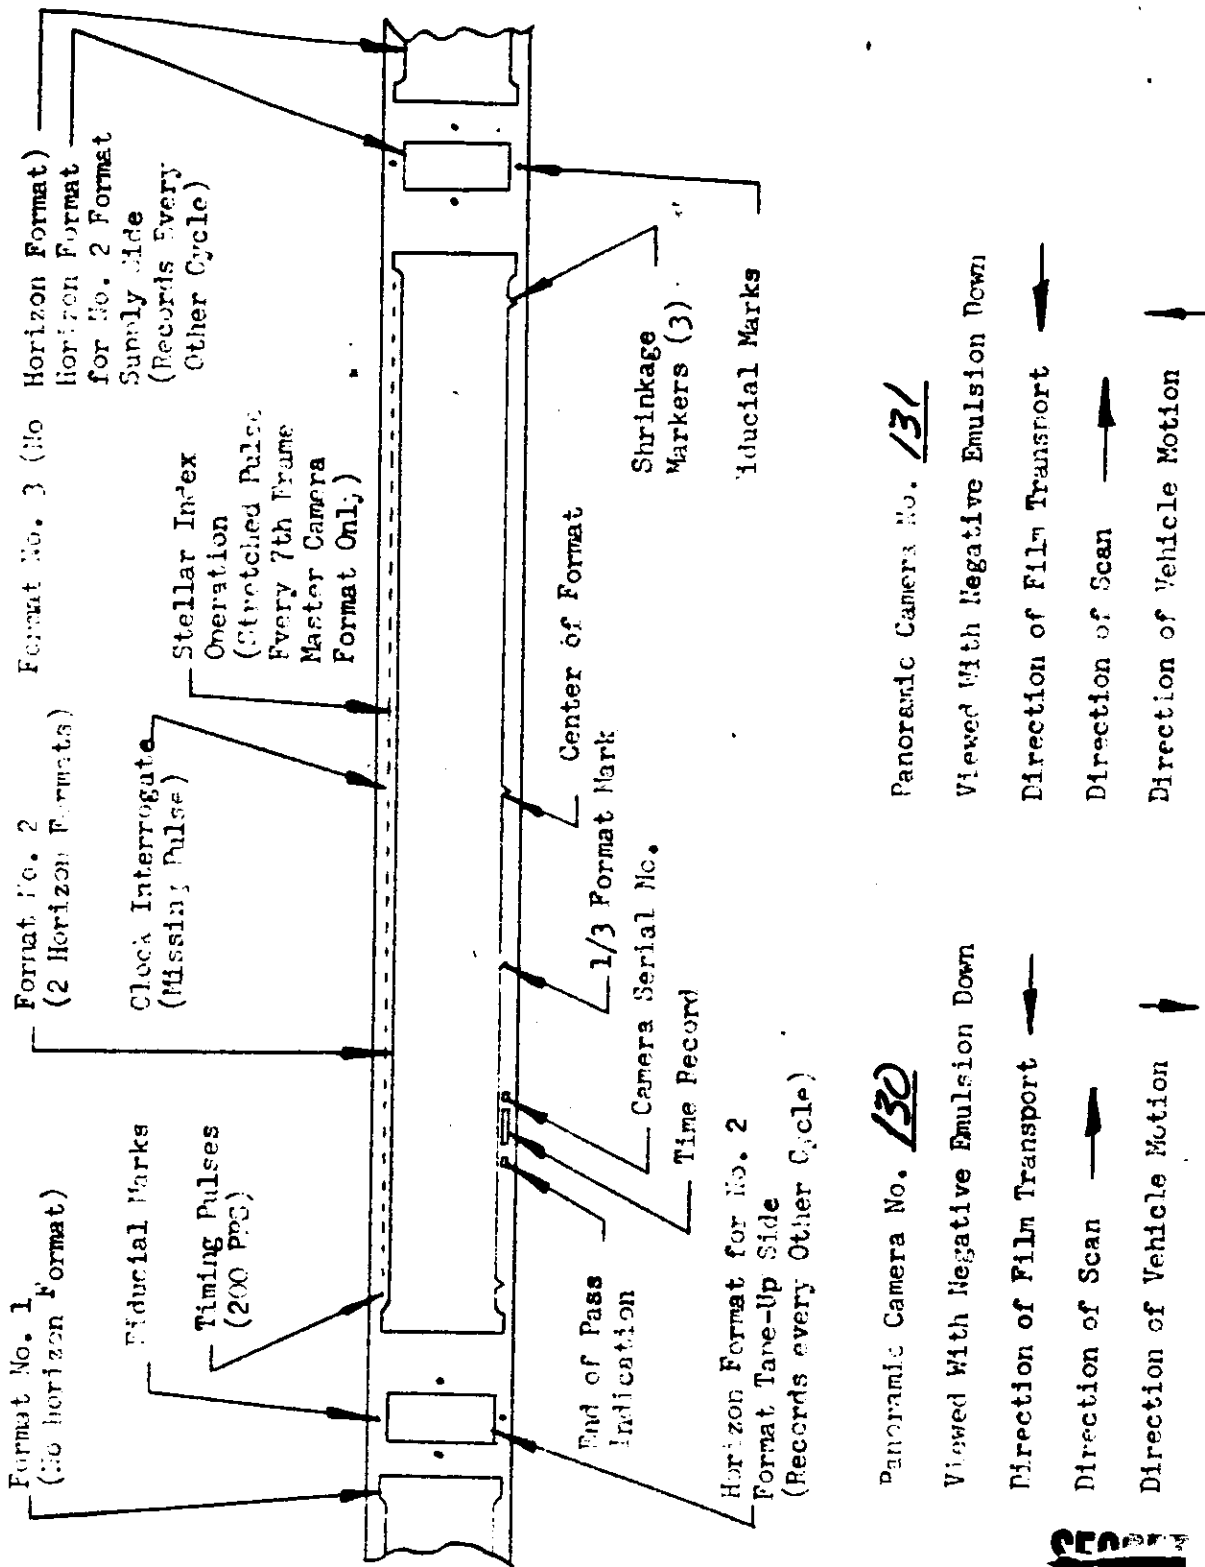 Format No. 1
(No horizon Format)
Fiducial Marks
Timing Pulses
(200 PPS)
Format No. 2
(2 Horizon Formats)
Clock Interrogate
(Missing Pulse)
Format No. 3 (No Horizon Format)
Stellar Index
Operation
(Stretched Pulse
Every 7th Frame
Master Camera
Format Only)
Horizon Format
for No. 2 Format
Supply Side
(Records Every
Other Cycle)
End of Pass
Indication
Horizon Format for No. 2
Format Tape-Up Side
(Records every Other Cycle)
Time Record
Camera Serial No.
1/3 Format Mark
Center of Format
Shrinkage
Markers (3)
iducial Marks
Panoramic Camera No. 130
Viewed With Negative Emulsion Down
Direction of Film Transport
Direction of Scan
Direction of Vehicle Motion
Panoramic Camera No. 131
Viewed With Negative Emulsion Down
Direction of Film Transport
Direction of Scan
Direction of Vehicle Motion